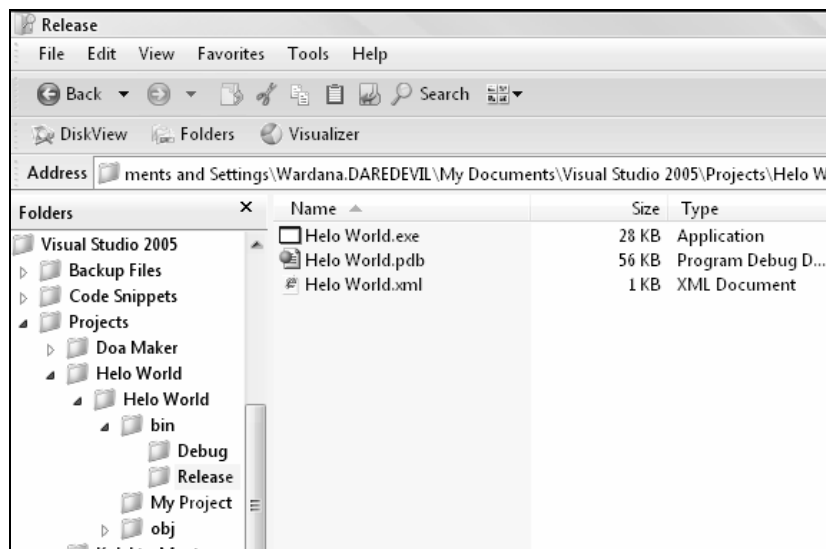 Release
File Edit View Favorites Tools Help
Back Search
DiskView Folders Visualizer
Address ments and Settings\Wardana.DAREDEVIL\My Documents\Visual Studio 2005\Projects\Helo W
Folders x
Name Size Type
Visual Studio 2005
Backup Files
Code Snippets
Projects
Doa Maker
Helo World
Helo World
bin
Debug
Release
My Project
obj
Helo World.exe 28 KB Application
Helo World.pdb 56 KB Program Debug D...
Helo World.xml 1 KB XML Document